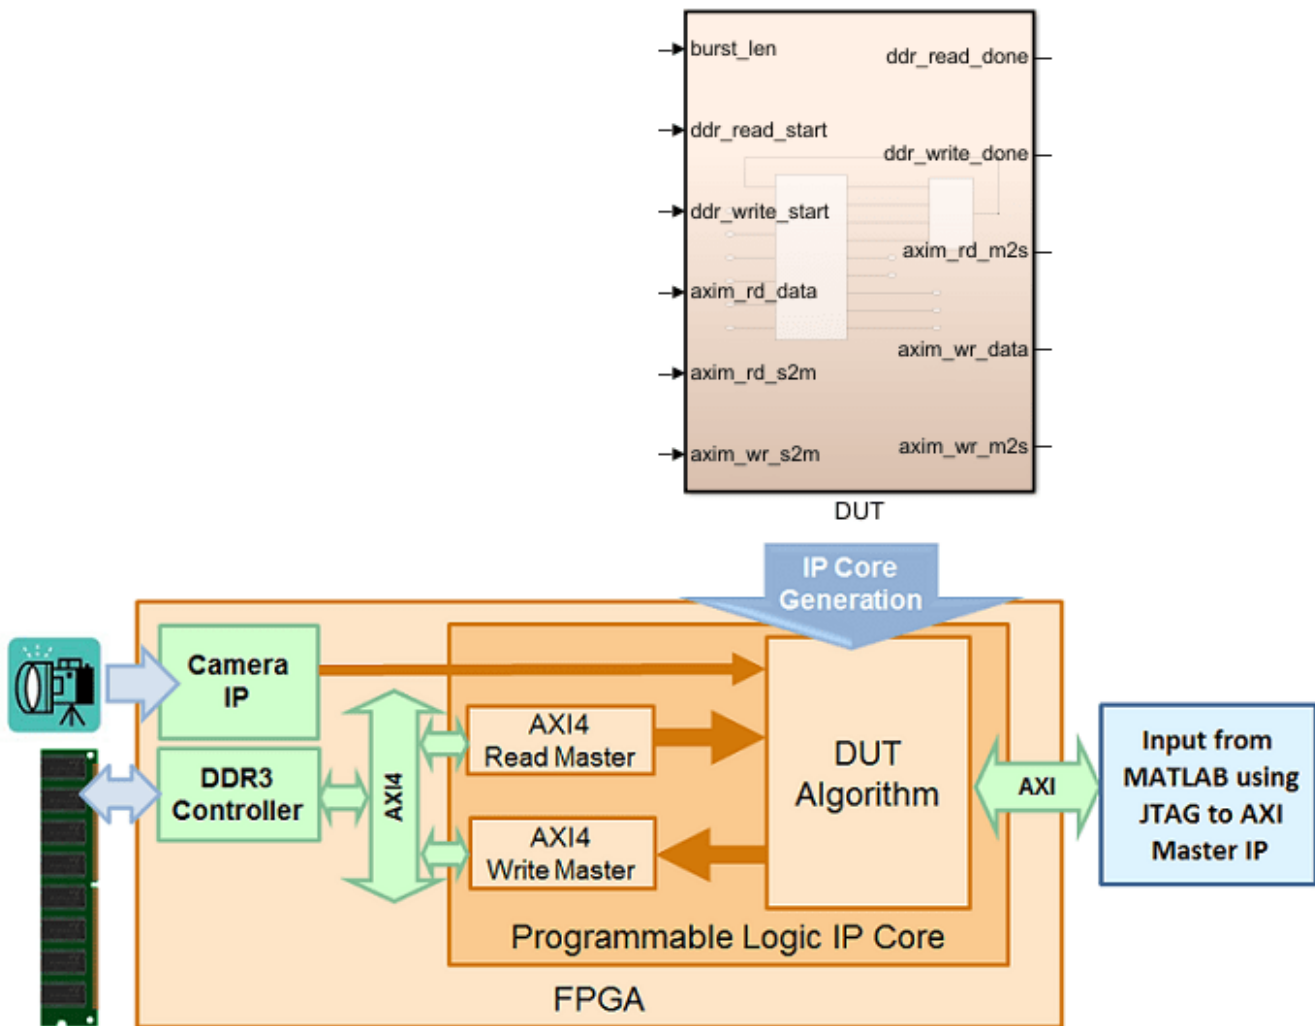 burst_len
ddr_read_done
ddr_read_start
ddr_write_done
ddr_write_start
axim_rd_m2s
axim_rd_data
axim_wr_data
axim_rd_s2m
axim_wr_m2s
axim_wr_s2m
DUT
IP Core
Generation
Camera
IP
AXI4
Read Master
DDR3
Controller
AXI4
DUT
Algorithm
AXI
Input from
MATLAB using
JTAG to AXI
Master IP
AXI4
Write Master
Programmable Logic IP Core
FPGA